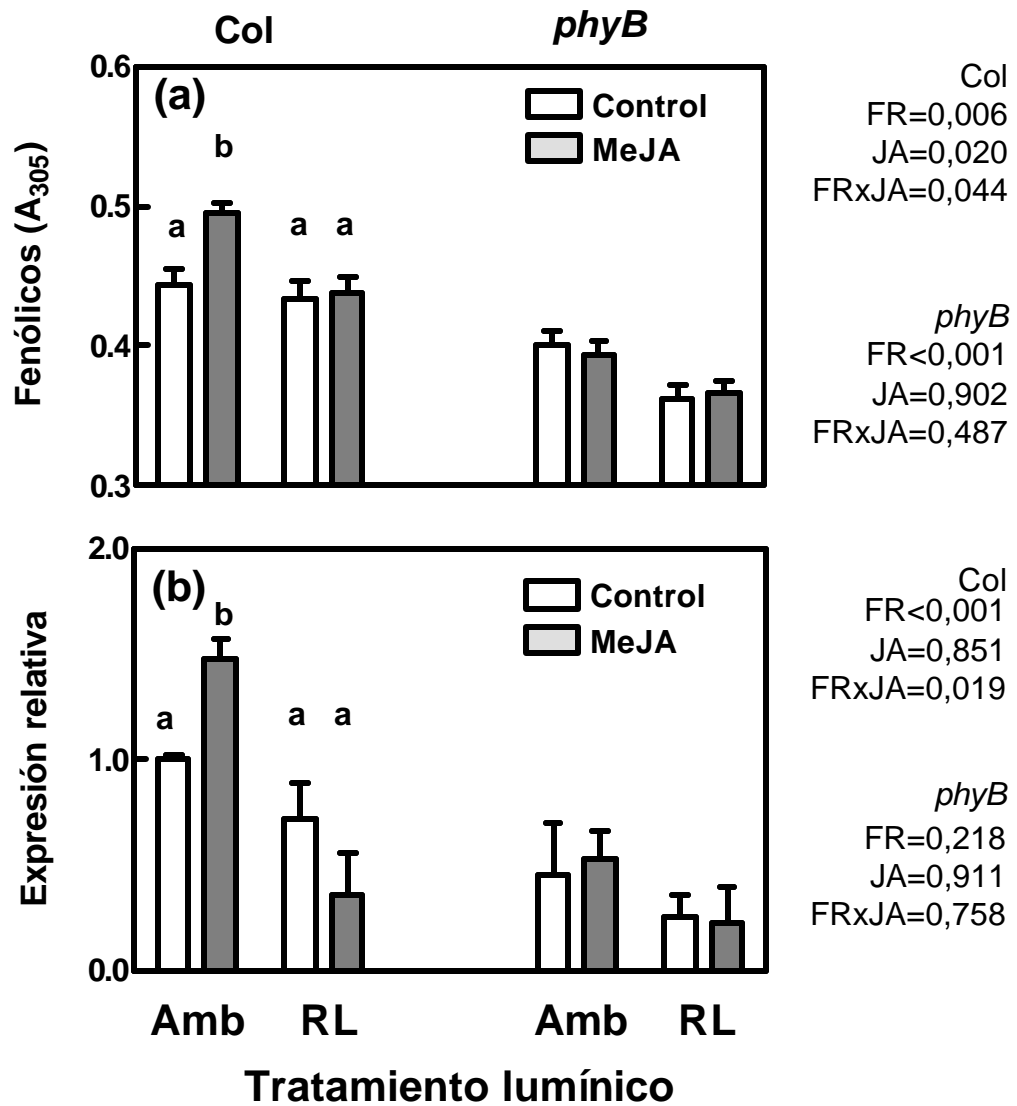 Col
phyB
(a)
Control
MeJA
a
b
a
a
0.6
0.5
0.4
0.3
Fenólicos (A305)
Col
FR=0,006
JA=0,020
FRxJA=0,044
phyB
FR<0,001
JA=0,902
FRxJA=0,487
(b)
Control
MeJA
a
b
a
a
2.0
1.0
0.0
Expresión relativa
Col
FR<0,001
JA=0,851
FRxJA=0,019
phyB
FR=0,218
JA=0,911
FRxJA=0,758
Amb
RL
Amb
RL
Tratamiento lumínico